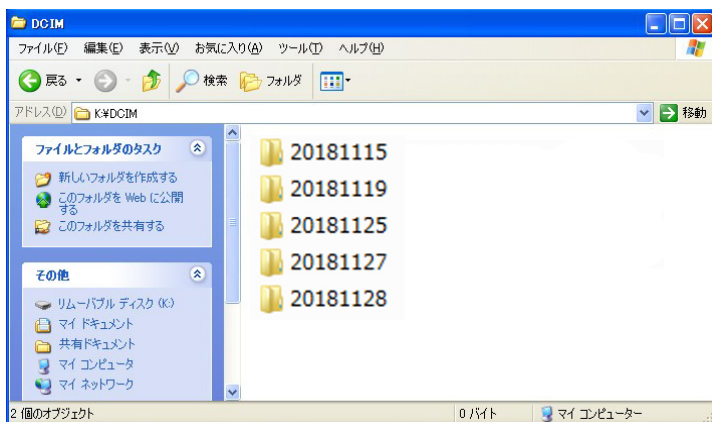 DCIM
ファイル(F) 編集(E) 表示(V) お気に入り(A) ツール(T) ヘルプ(H)
戻る 検索 フォルダ
アドレス(D) K:¥DCIM 移動
ファイルとフォルダのタスク
新しいフォルダを作成する
このフォルダを Web に公開
する
このフォルダを共有する
その他
リムーバブル ディスク (K:)
マイ ドキュメント
共有ドキュメント
マイ コンピュータ
マイ ネットワーク
20181115
20181119
20181125
20181127
20181128
2 個のオブジェクト 0 バイト マイ コンピューター